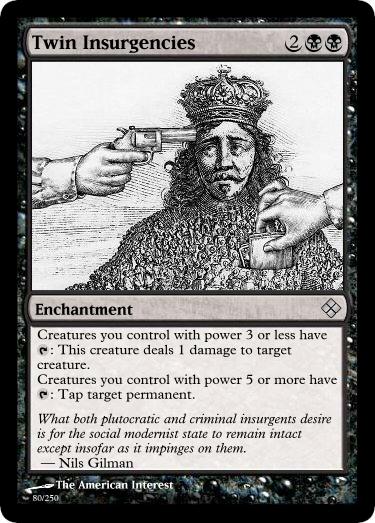 Twin Insurgencies 2
Enchantment
Creatures you control with power 3 or less have
: This creature deals 1 damage to target
creature.
Creatures you control with power 5 or more have
: Tap target permanent.
What both plutocratic and criminal insurgents desire
is for the social modernist state to remain intact
except insofar as it impinges on them.
— Nils Gilman
The American Interest
80/250